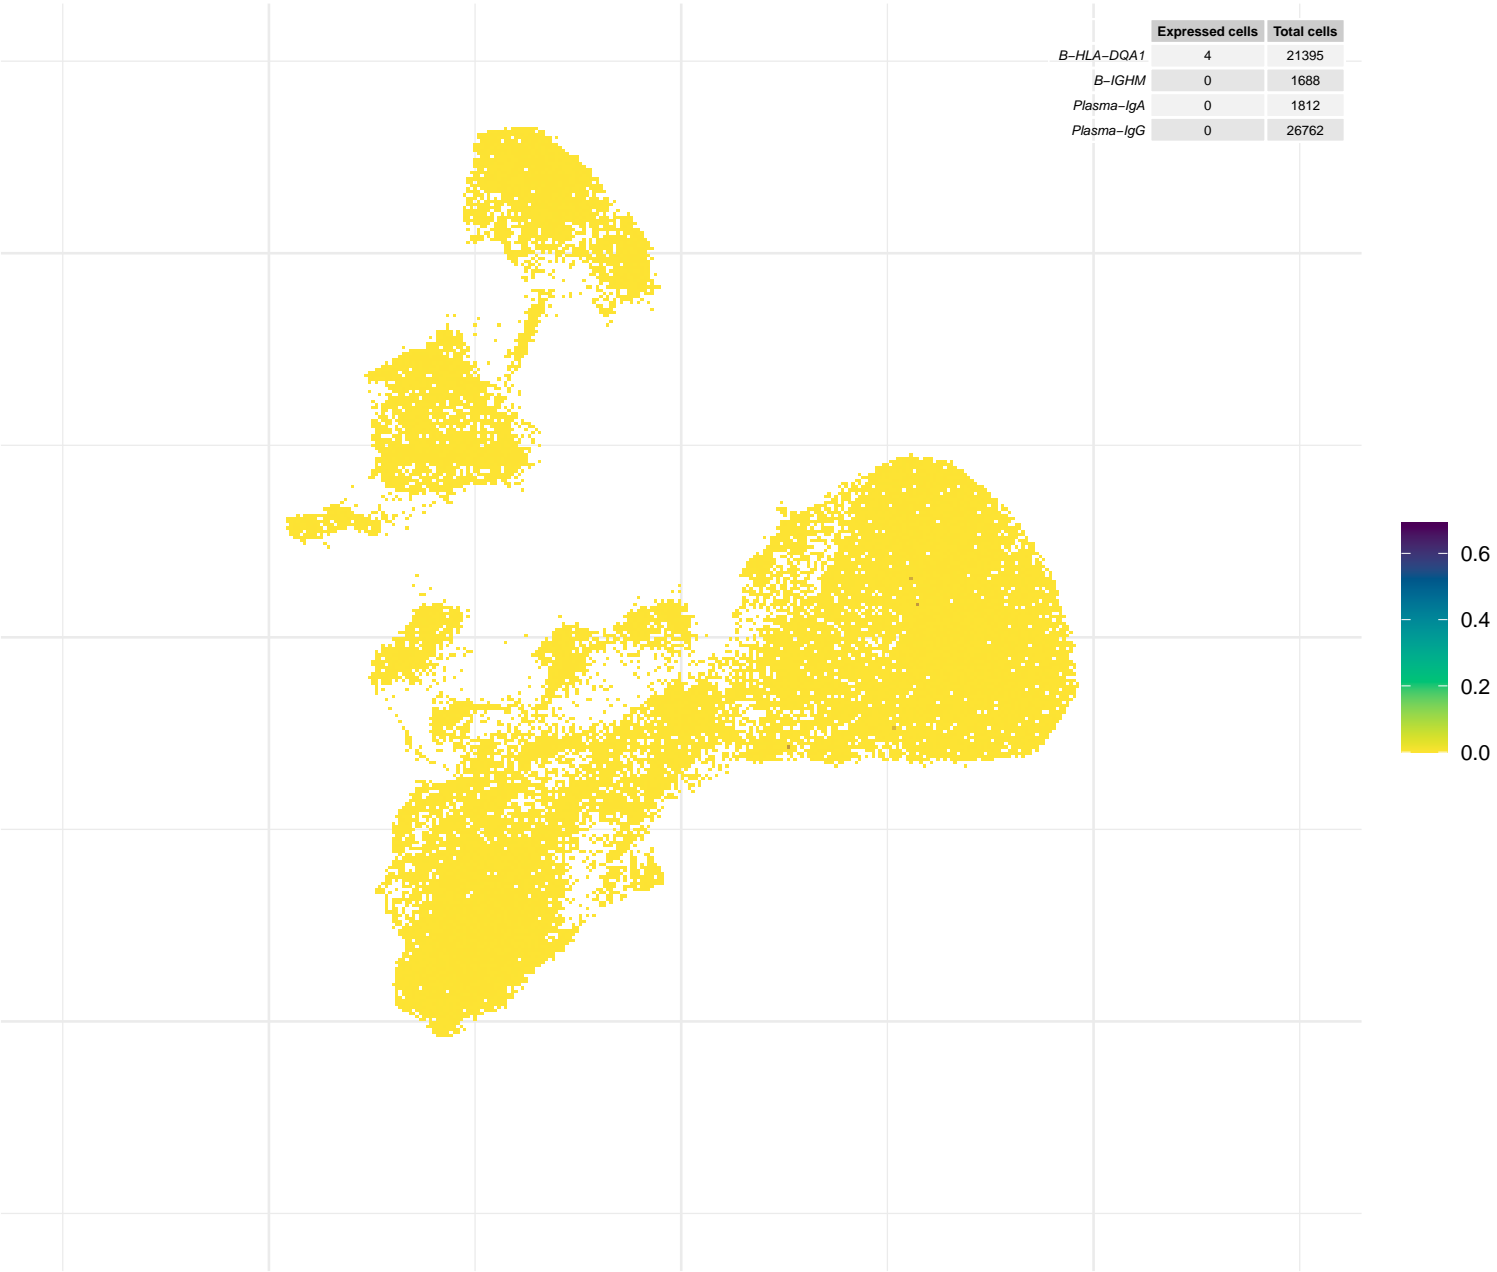 Expressed cells Total cells
B−HLA−DQA1 4 21395
B−IGHM 0 1688
Plasma−IgA 0 1812
Plasma−IgG 0 26762
0.6
0.4
0.2
0.0